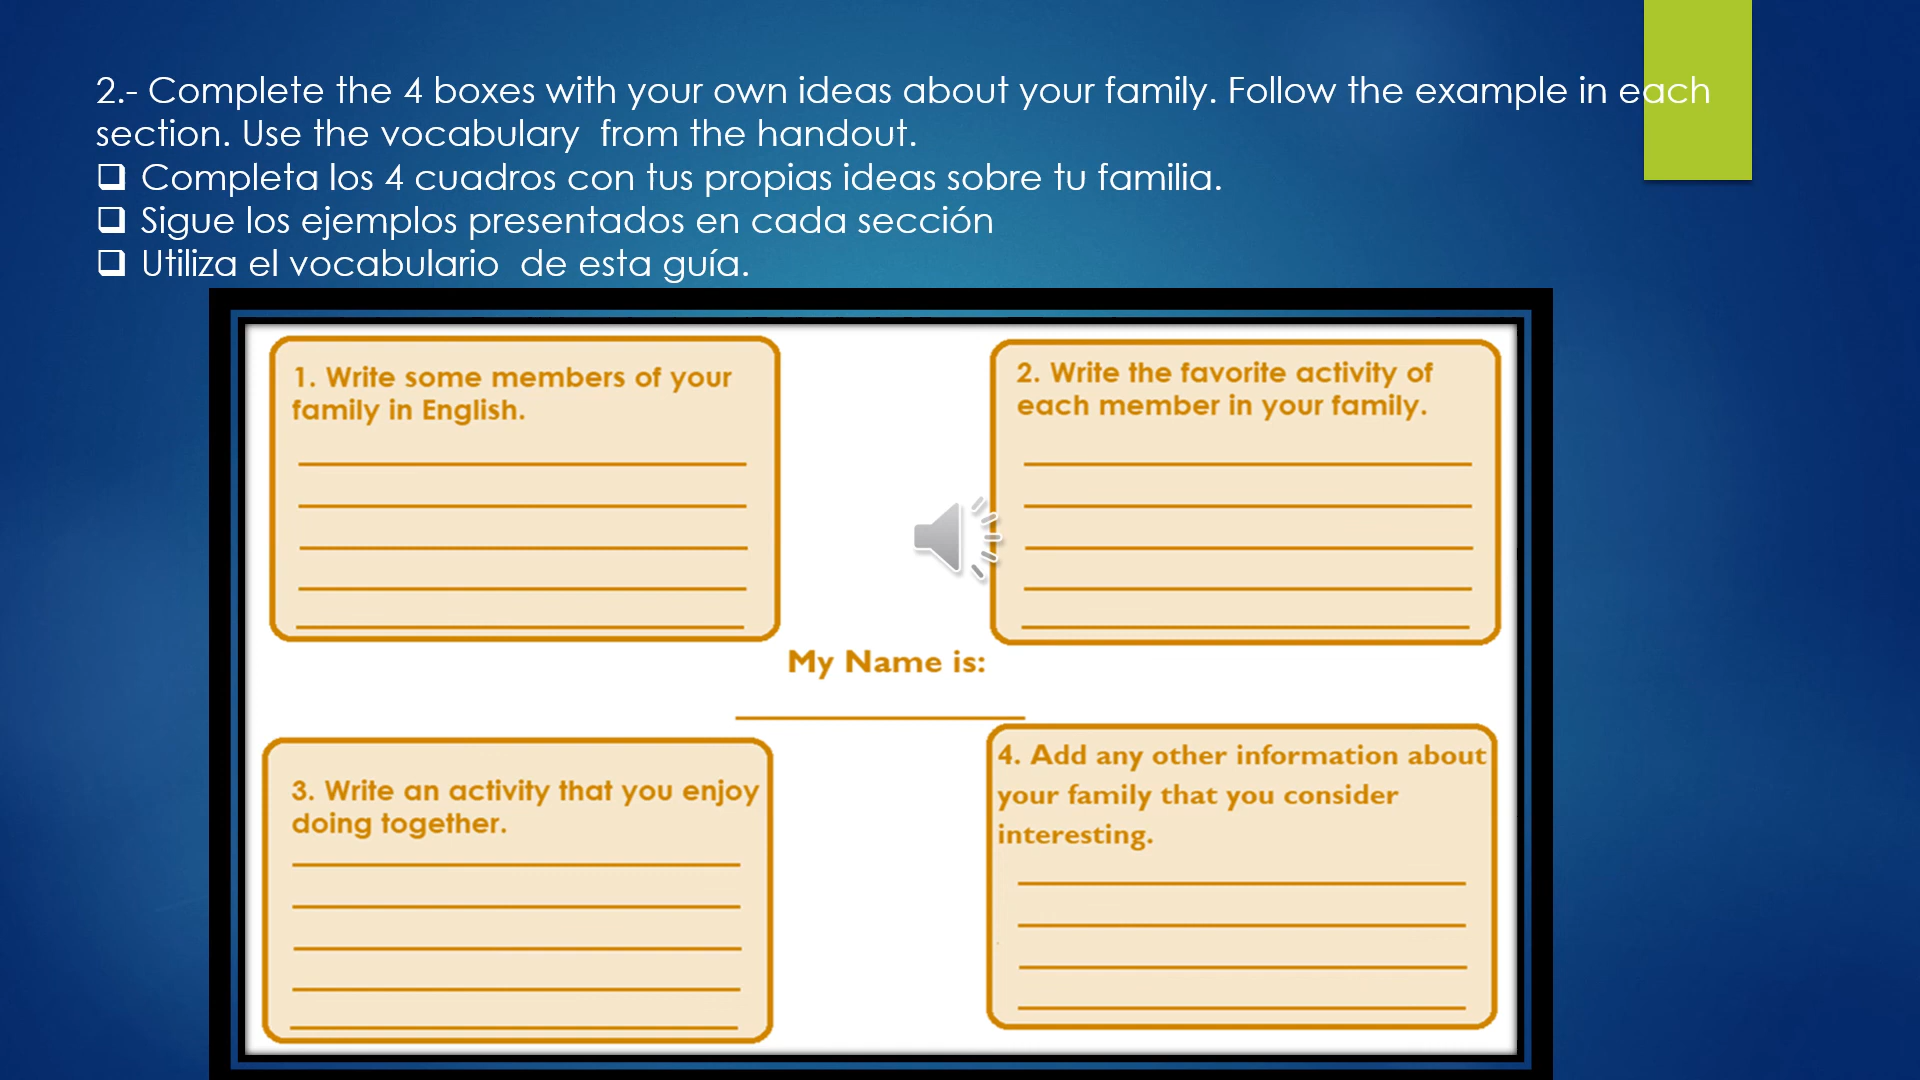 2.- Complete the 4 boxes with your own ideas about your family. Follow the example in each
section. Use the vocabulary  from the handout.
❑ Completa los 4 cuadros con tus propias ideas sobre tu familia.
❑ Sigue los ejemplos presentados en cada sección
❑ Utiliza el vocabulario  de esta guía.
1. Write some members of your
family in English.
2. Write the favorite activity of
each member in your family.
My Name is:
3. Write an activity that you enjoy
doing together.
4. Add any other information about
your family that you consider
interesting.